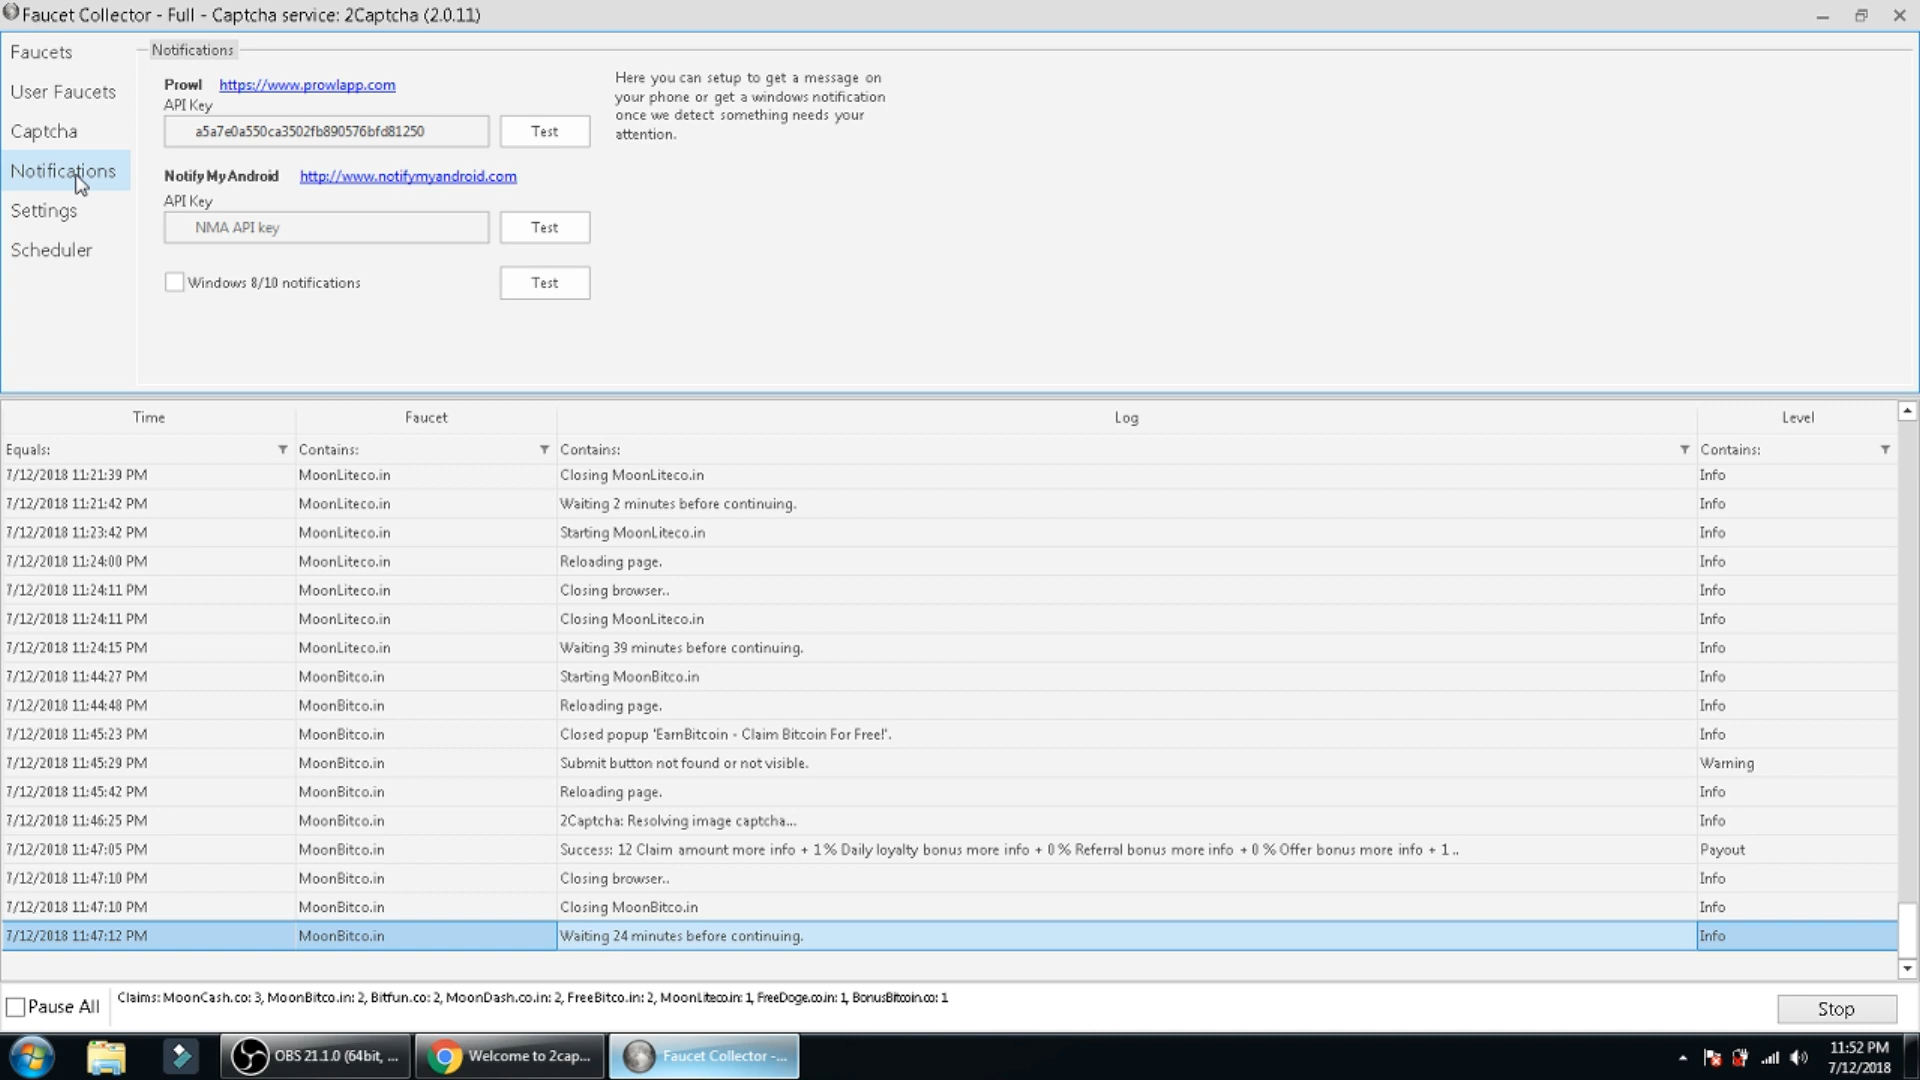 Faucet Collector - Full - Captcha service: 2Captcha (2.0.11)
Faucets
User Faucets
Captcha
Notifications
Settings
Scheduler
Notifications
Prowl https://www.prowlapp.com
API Key
a5a7e0a550ca3502fb890576bfd81250 Test
Notify My Android http://www.notifymyandroid.com
API Key
NMA API key Test
Windows 8/10 notifications Test
Here you can setup to get a message on
your phone or get a windows notification
once we detect something needs your
attention.
Time Faucet Log Level
Equals: Contains: Contains: Contains:
7/12/2018 11:21:39 PM MoonLiteco.in Closing MoonLiteco.in Info
7/12/2018 11:21:42 PM MoonLiteco.in Waiting 2 minutes before continuing. Info
7/12/2018 11:23:42 PM MoonLiteco.in Starting MoonLiteco.in Info
7/12/2018 11:24:00 PM MoonLiteco.in Reloading page. Info
7/12/2018 11:24:11 PM MoonLiteco.in Closing browser.. Info
7/12/2018 11:24:11 PM MoonLiteco.in Closing MoonLiteco.in Info
7/12/2018 11:24:15 PM MoonLiteco.in Waiting 39 minutes before continuing. Info
7/12/2018 11:44:27 PM MoonBitco.in Starting MoonBitco.in Info
7/12/2018 11:44:48 PM MoonBitco.in Reloading page. Info
7/12/2018 11:45:23 PM MoonBitco.in Closed popup 'EarnBitcoin - Claim Bitcoin For Free!'. Info
7/12/2018 11:45:29 PM MoonBitco.in Submit button not found or not visible. Warning
7/12/2018 11:45:42 PM MoonBitco.in Reloading page. Info
7/12/2018 11:46:25 PM MoonBitco.in 2Captcha: Resolving image captcha... Info
7/12/2018 11:47:05 PM MoonBitco.in Success: 12 Claim amount more info + 1 % Daily loyalty bonus more info + 0 % Referral bonus more info + 0 % Offer bonus more info + 1 .. Payout
7/12/2018 11:47:10 PM MoonBitco.in Closing browser.. Info
7/12/2018 11:47:10 PM MoonBitco.in Closing MoonBitco.in Info
7/12/2018 11:47:12 PM MoonBitco.in Waiting 24 minutes before continuing. Info
Pause All Claims: MoonCash.co: 3, MoonBitco.in: 2, Bitfun.co: 2, MoonDash.co.in: 2, FreeBitco.in: 2, MoonLiteco.in: 1, FreeDoge.co.in: 1, BonusBitcoin.co: 1 Stop
OBS 21.1.0 (64bit, ... Welcome to 2cap... Faucet Collector -... 11:52 PM
7/12/2018